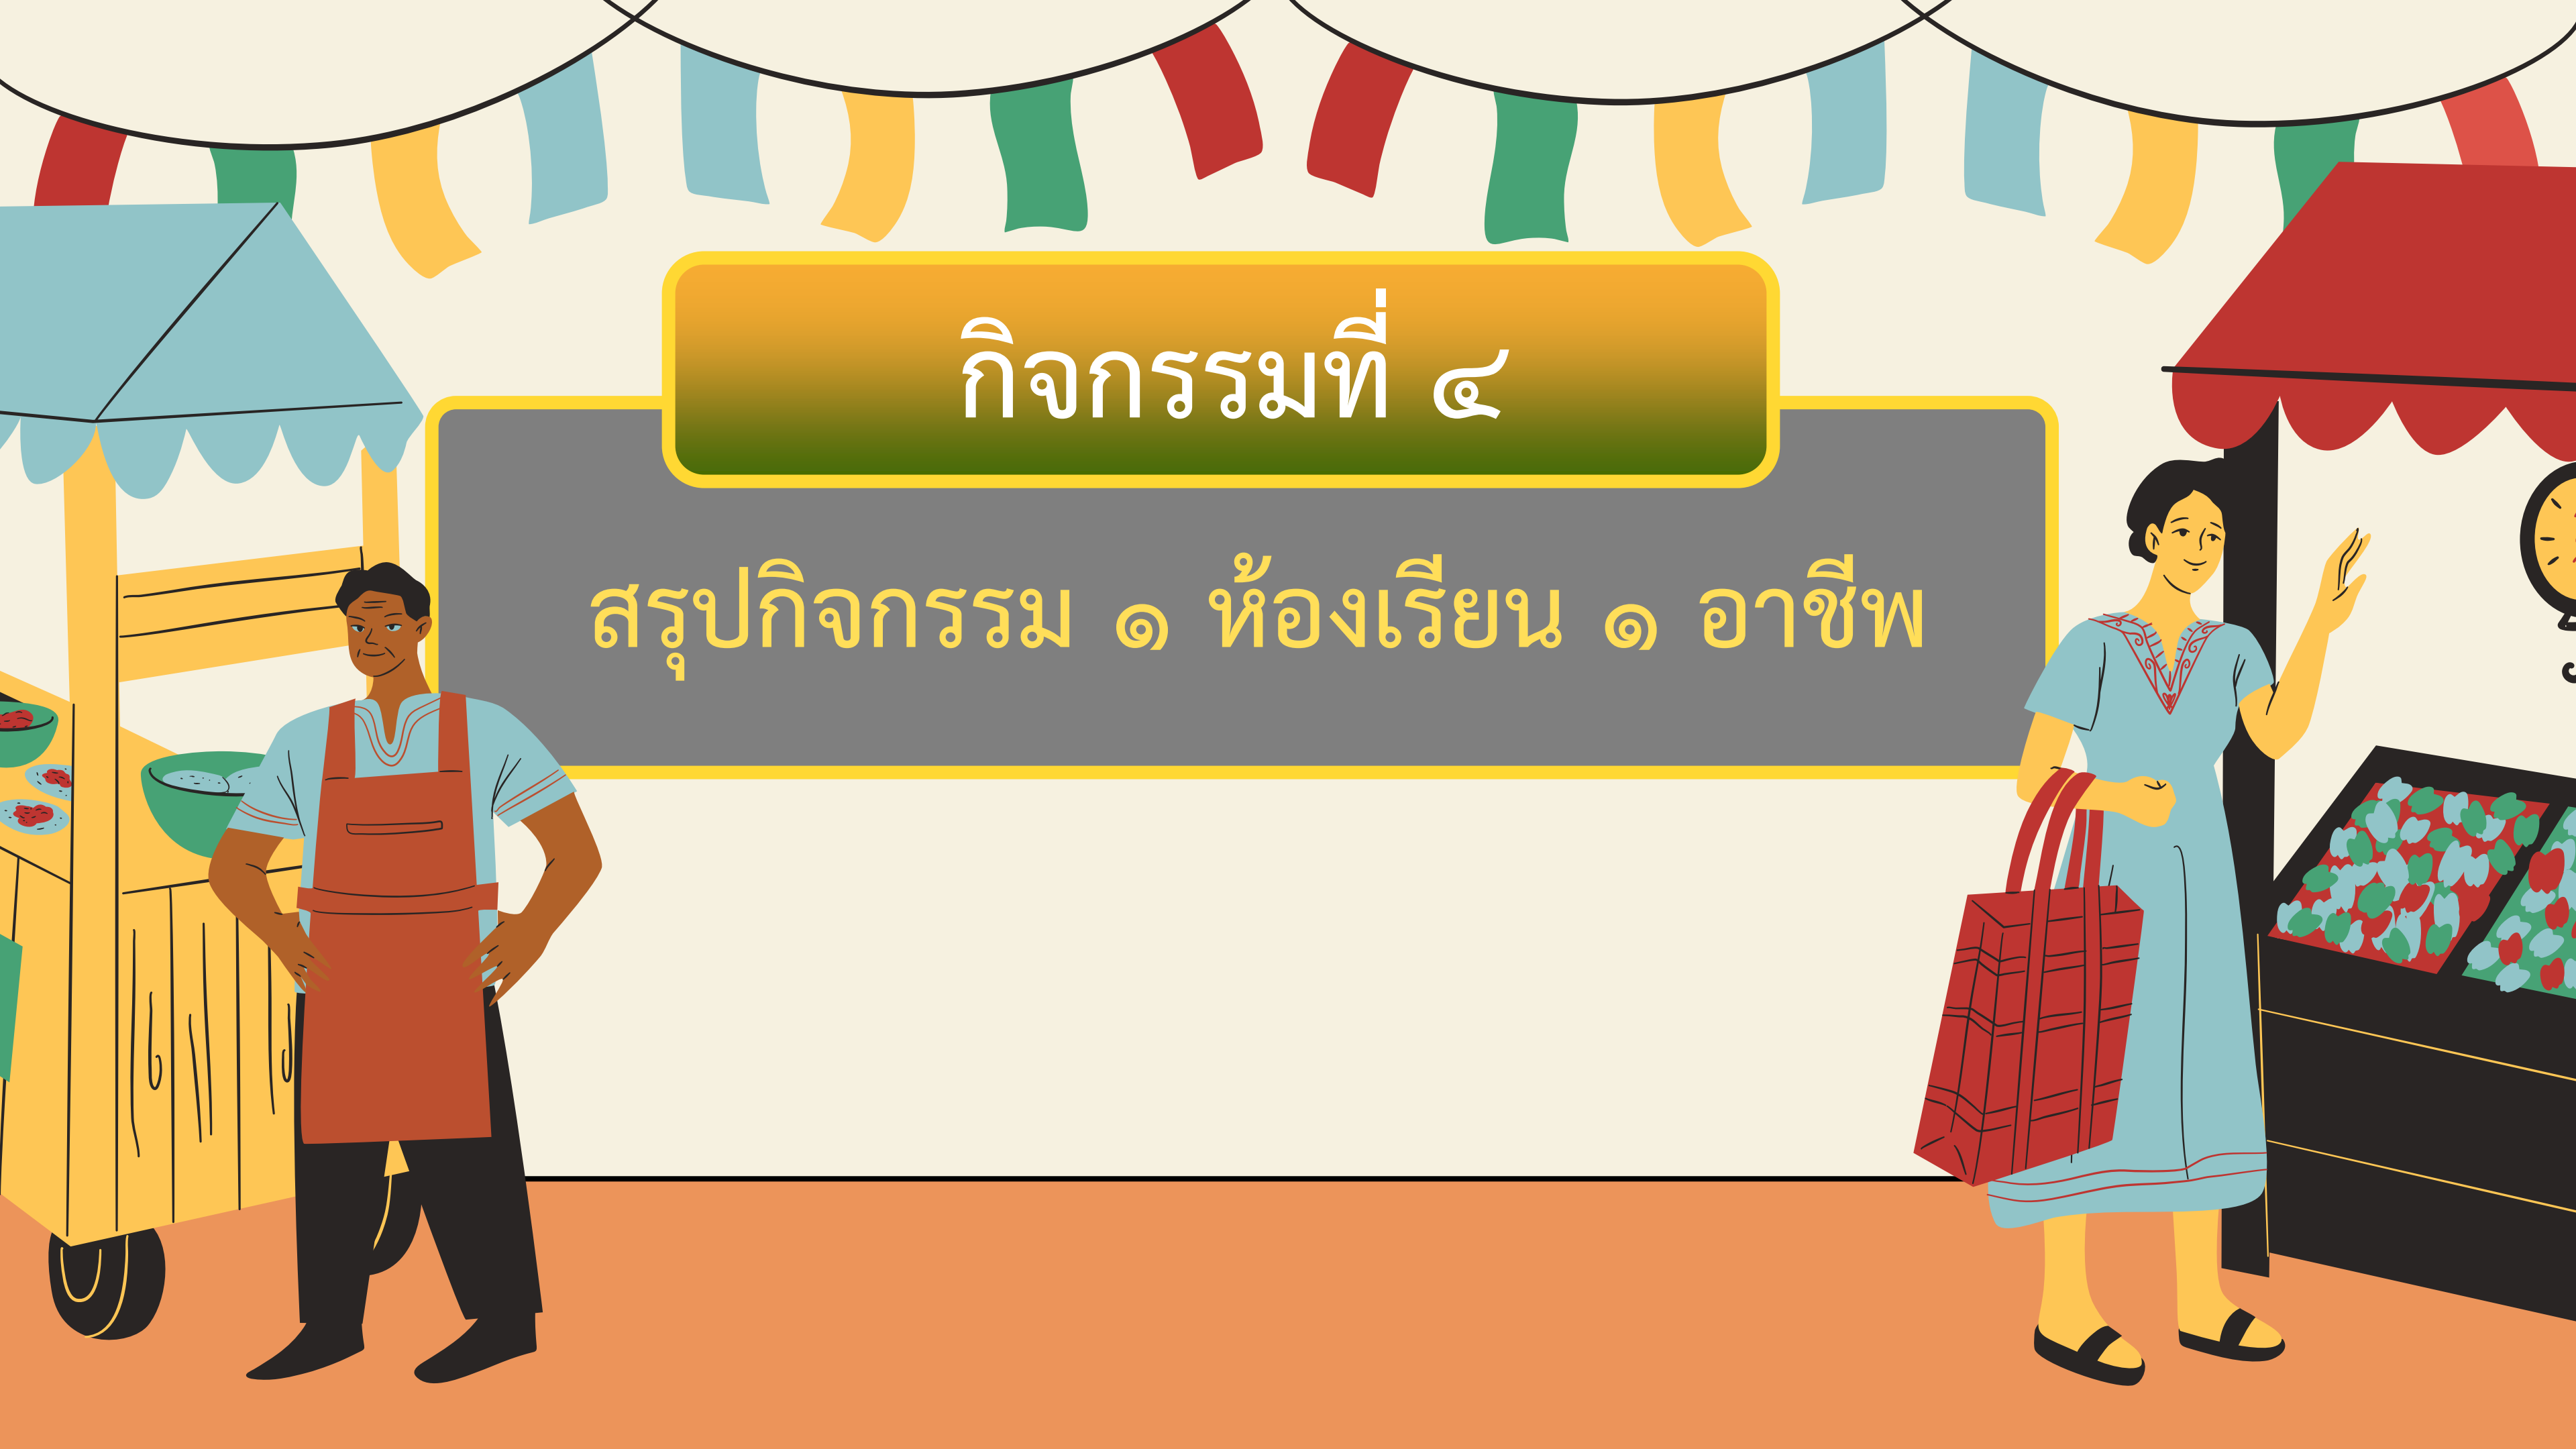 กิจกรรมที่ ๔
สรุปกิจกรรม ๑ ห้องเรียน ๑ อาชีพ